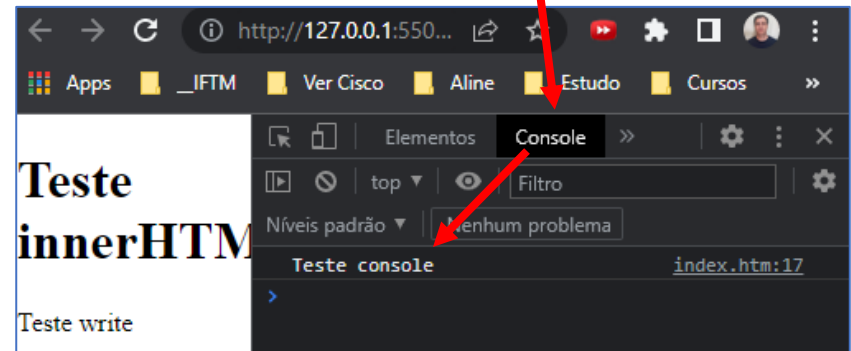 http://127.0.0.1:550...
Apps __IFTM Ver Cisco Aline Estudo Cursos »
Elementos Console »
top ▼ Filtro
Níveis padrão ▼ Nenhum problema
Teste console index.htm:17
>
Teste
innerHTM
Teste write